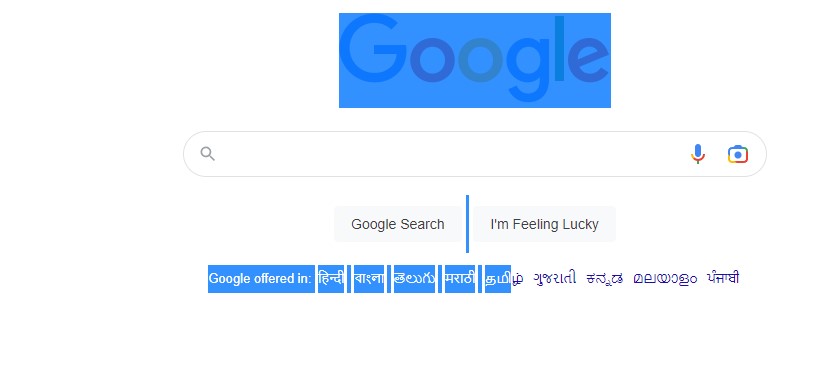 Google
Google Search I'm Feeling Lucky
Google offered in: हिन्दी বাংলা తెలుగు मराठी தமிழ் ગુજરાતી ಕನ್ನಡ മലയാളം ਪੰਜਾਬੀ